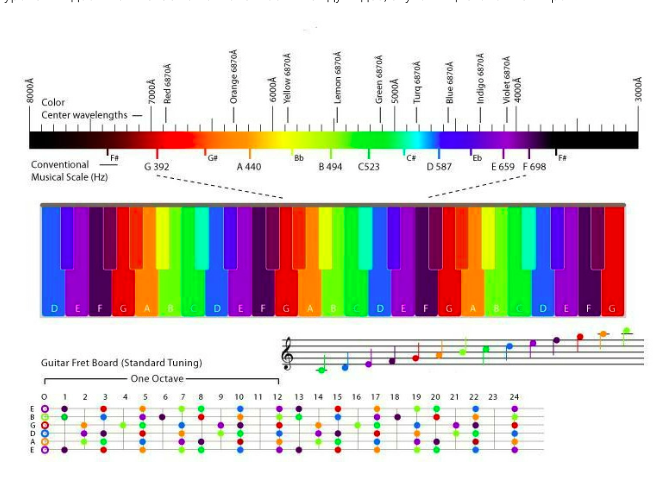 8000Å
7000Å
Red 6870Å
Orange 6870Å
6000Å
Yellow 6870Å
Lemon 6870Å
Green 6870Å
5000Å
Turq 6870Å
Blue 6870Å
Indigo 6870Å
Violet 6870Å
4000Å
3000Å
Color
Center wavelengths
Conventional
Musical Scale (Hz)
F# G 392 G# A 440 Bb B 494 C523 C# D 587 Eb E 659 F 698 F#
D E F G A B C D E F G A B C D E F G A B C D E F G
Guitar Fret Board (Standard Tuning)
One Octave
0 1 2 3 4 5 6 7 8 9 10 12 13 14 15 16 17 18 19 20 21 22 24
E
B
G
D
A
E